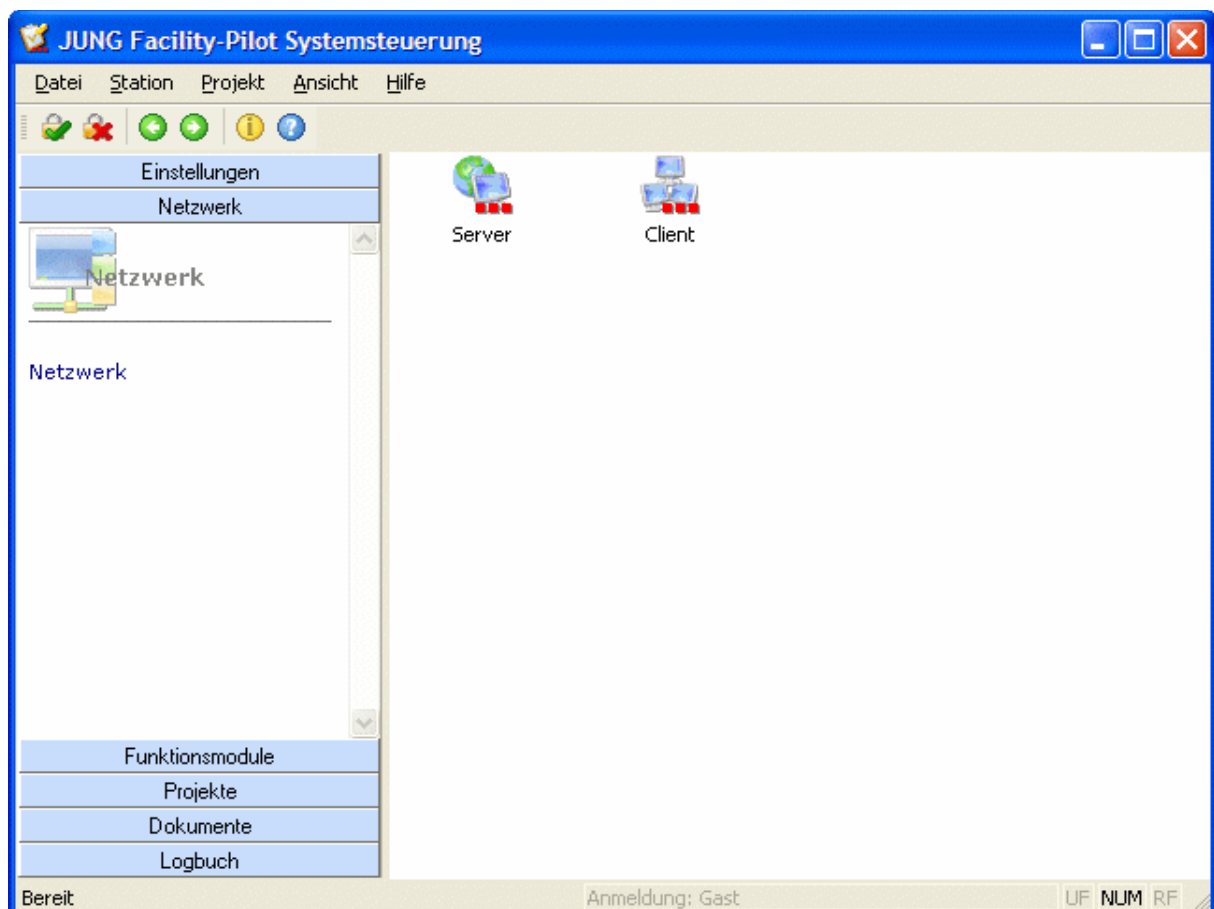 JUNG Facility-Pilot Systemsteuerung
Datei Station Projekt Ansicht Hilfe
Einstellungen
Netzwerk
Netzwerk
Netzwerk
Server Client
Funktionsmodule
Projekte
Dokumente
Logbuch
Bereit Anmeldung: Gast UF NUM RF